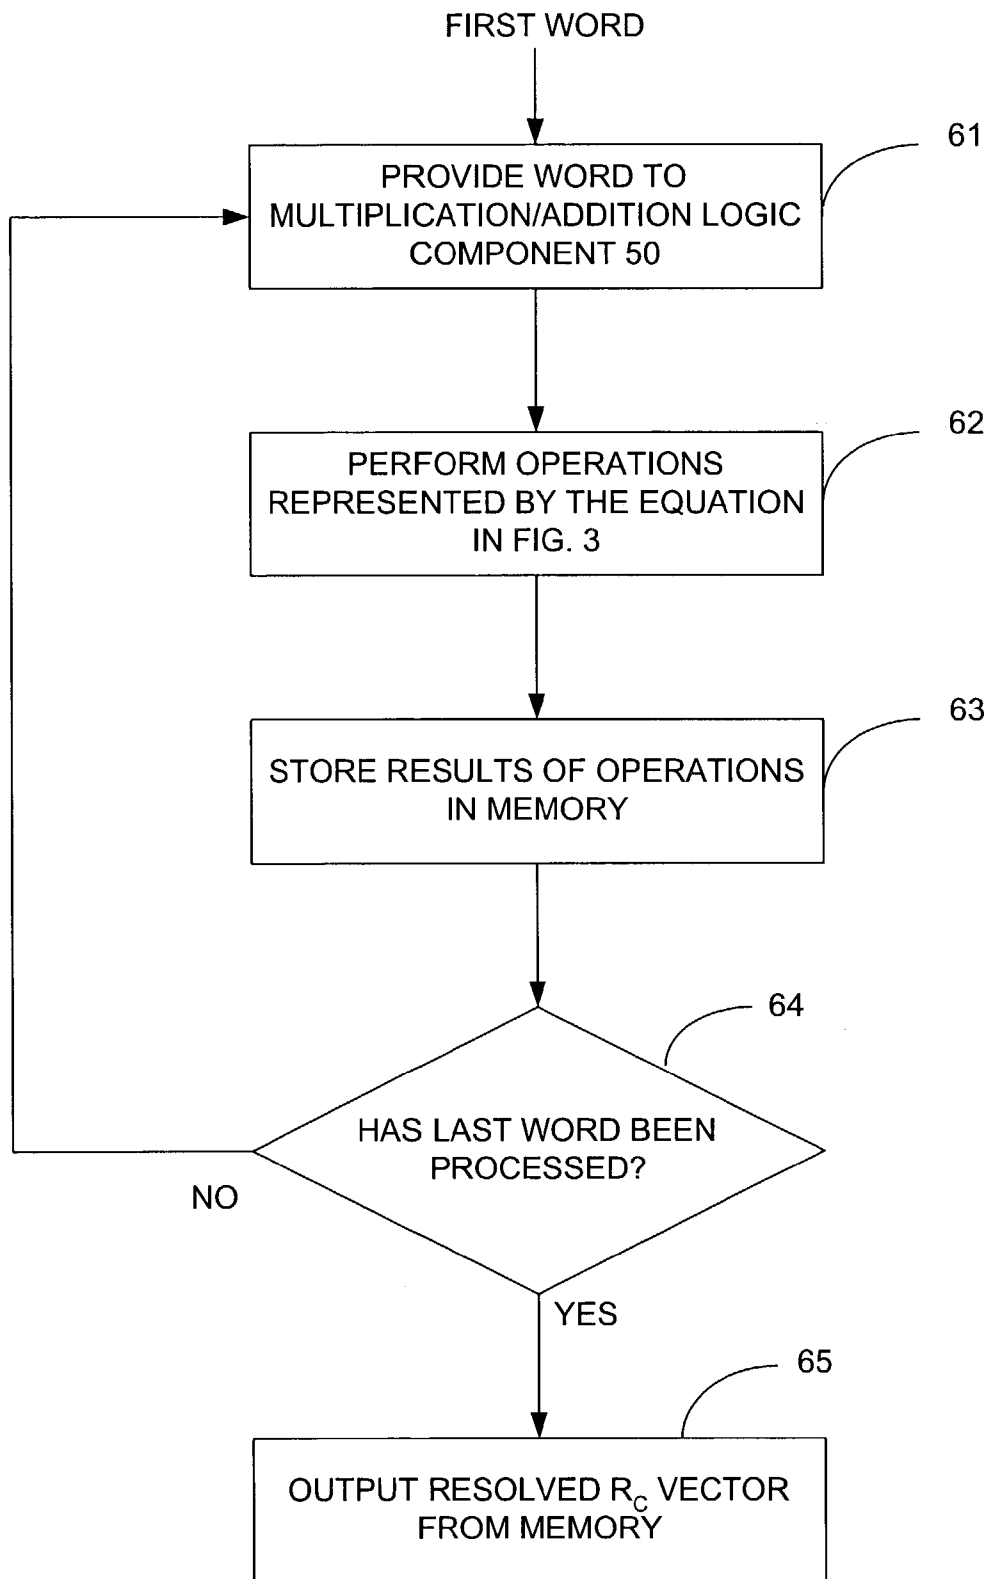 FIRST WORD
61
PROVIDE WORD TO
MULTIPLICATION/ADDITION LOGIC
COMPONENT 50
62
PERFORM OPERATIONS
REPRESENTED BY THE EQUATION
IN FIG. 3
63
STORE RESULTS OF OPERATIONS
IN MEMORY
64
HAS LAST WORD BEEN
PROCESSED?
NO
YES
65
OUTPUT RESOLVED R_C VECTOR
FROM MEMORY